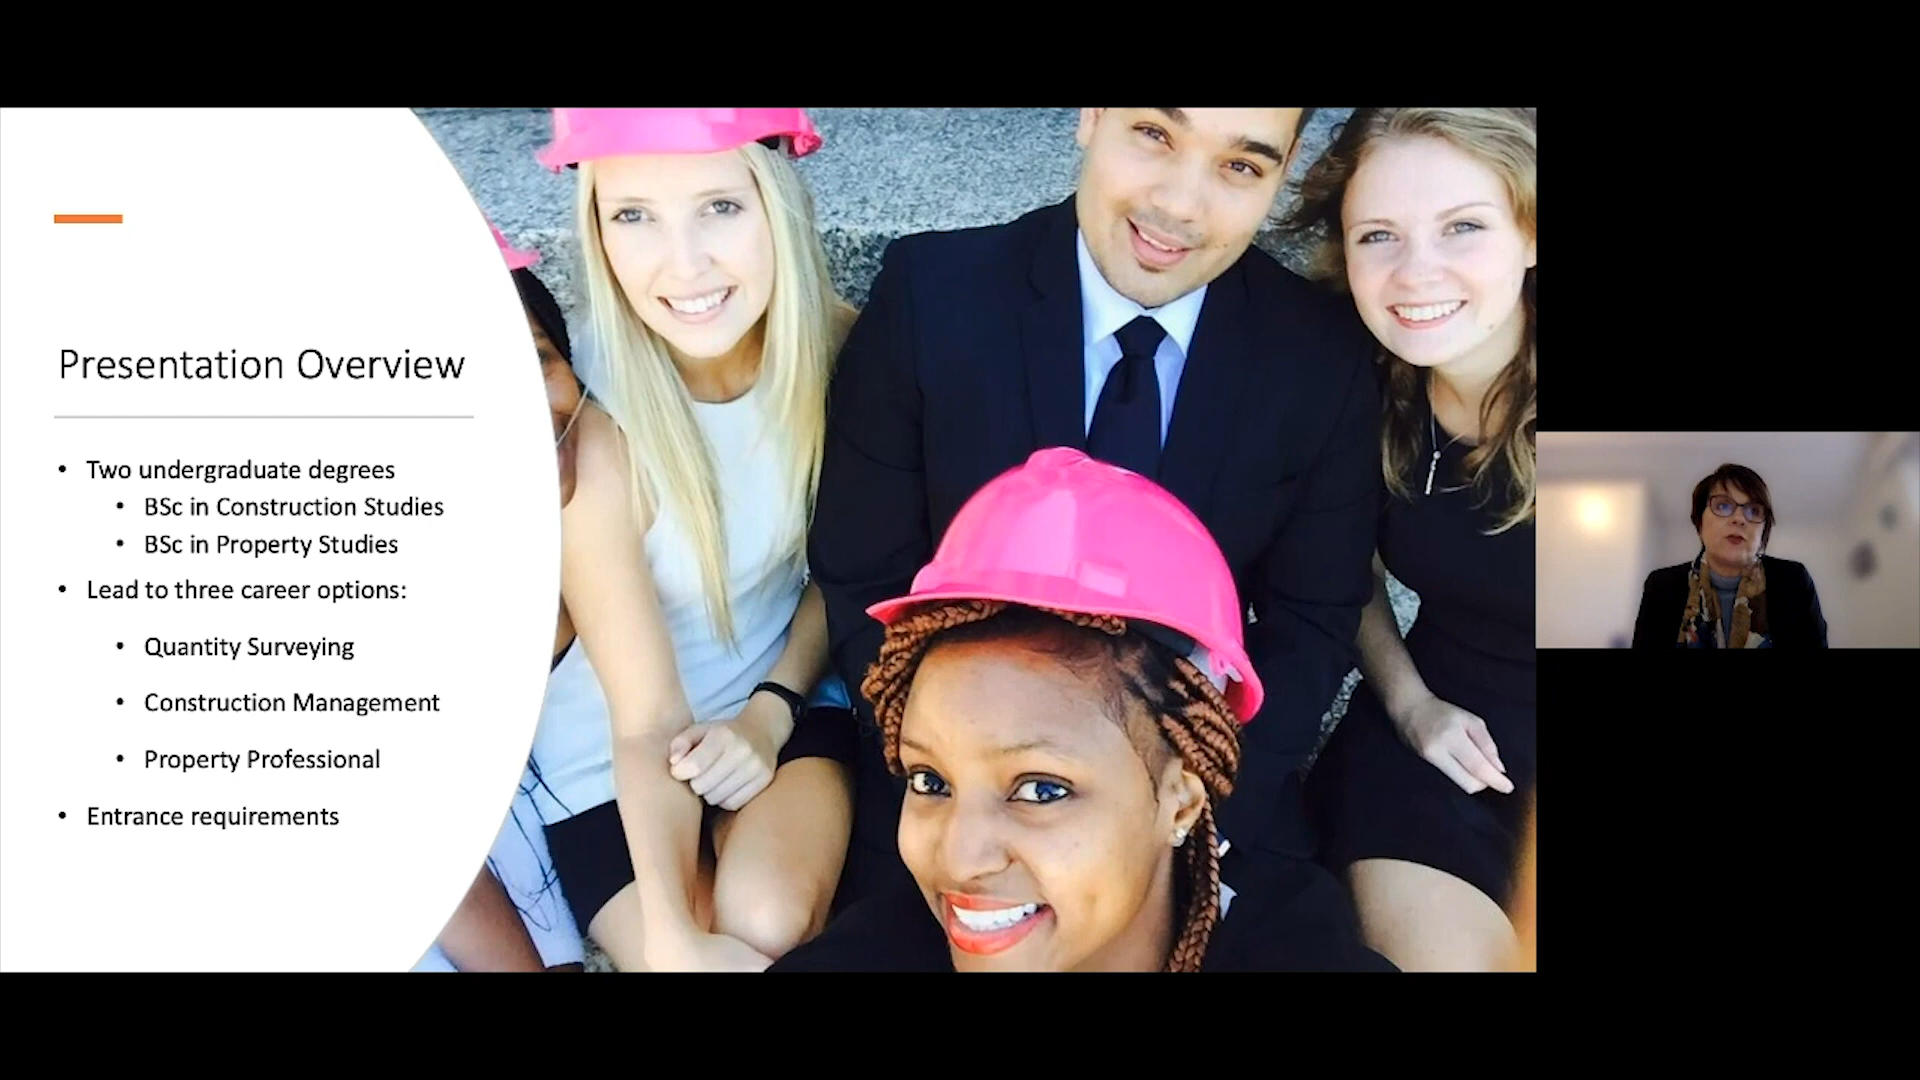 Presentation Overview
• Two undergraduate degrees
• BSc in Construction Studies
• BSc in Property Studies
• Lead to three career options:
• Quantity Surveying
• Construction Management
• Property Professional
• Entrance requirements